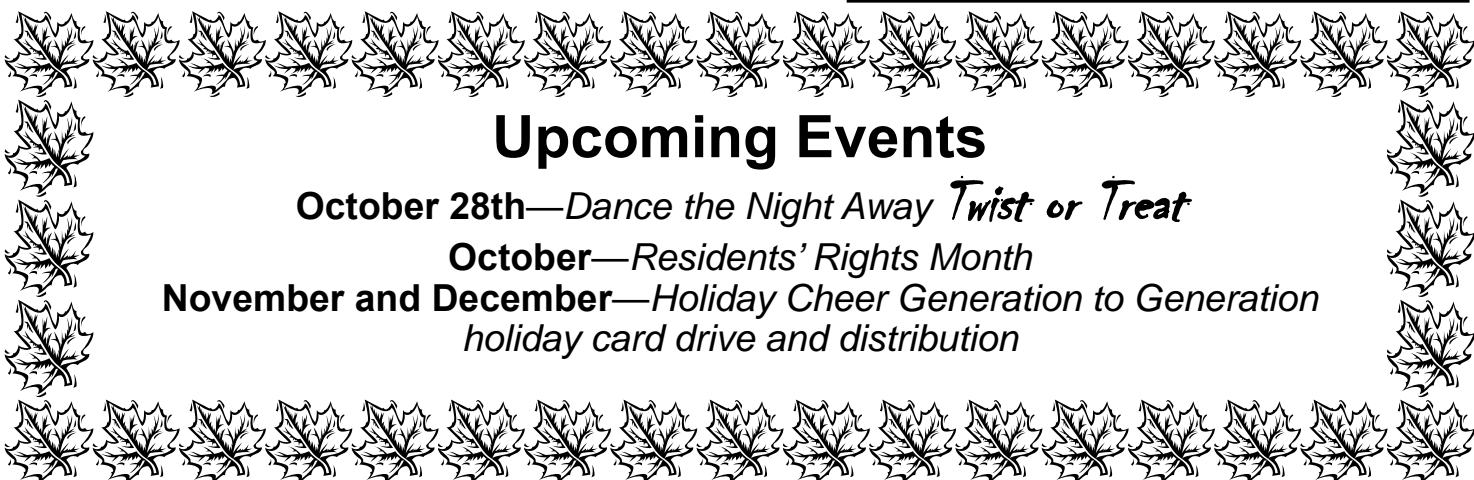 Upcoming Events
October 28th—Dance the Night Away Twist or Treat
October—Residents’ Rights Month
November and December—Holiday Cheer Generation to Generation
holiday card drive and distribution